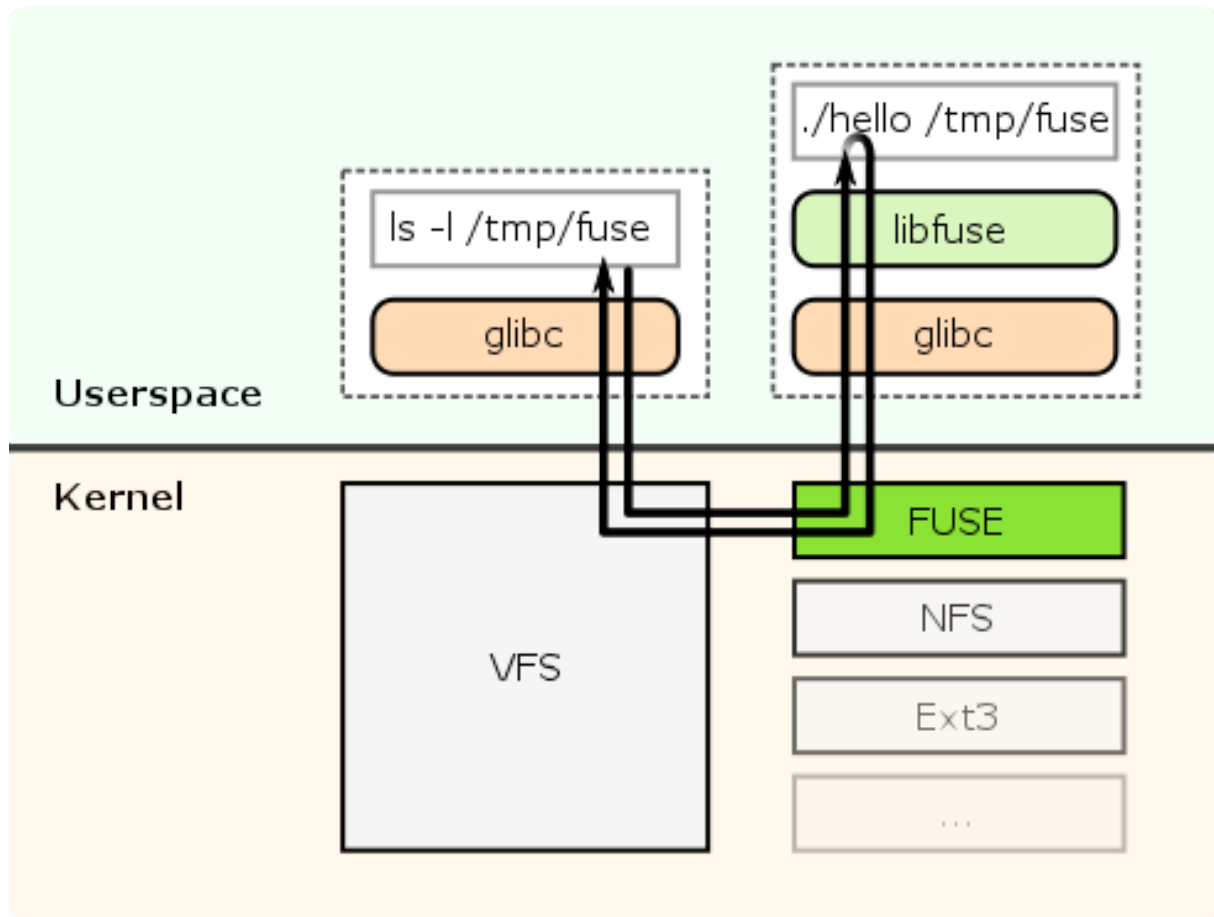 ./hello /tmp/fuse
ls -l /tmp/fuse
libfuse
glibc
glibc
Userspace
Kernel
FUSE
NFS
VFS
Ext3
...